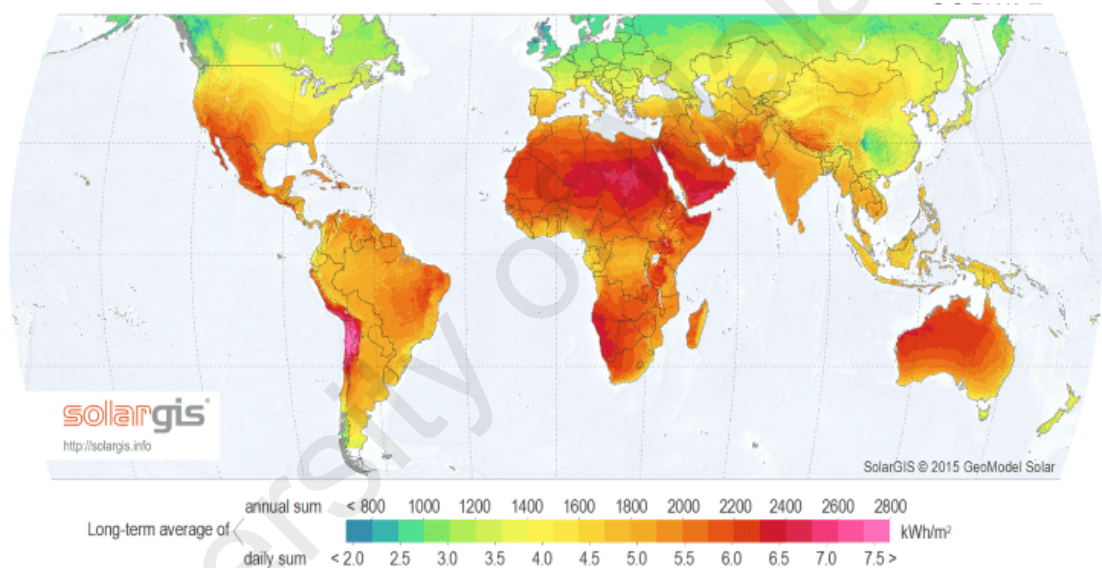 solargis
http://solargis.info
SolarGIS © 2015 GeoModel Solar
annual sum < 800 1000 1200 1400 1600 1800 2000 2200 2400 2600 2800
Long-term average of kWh/m²
daily sum < 2.0 2.5 3.0 3.5 4.0 4.5 5.0 5.5 6.0 6.5 7.0 7.5 >